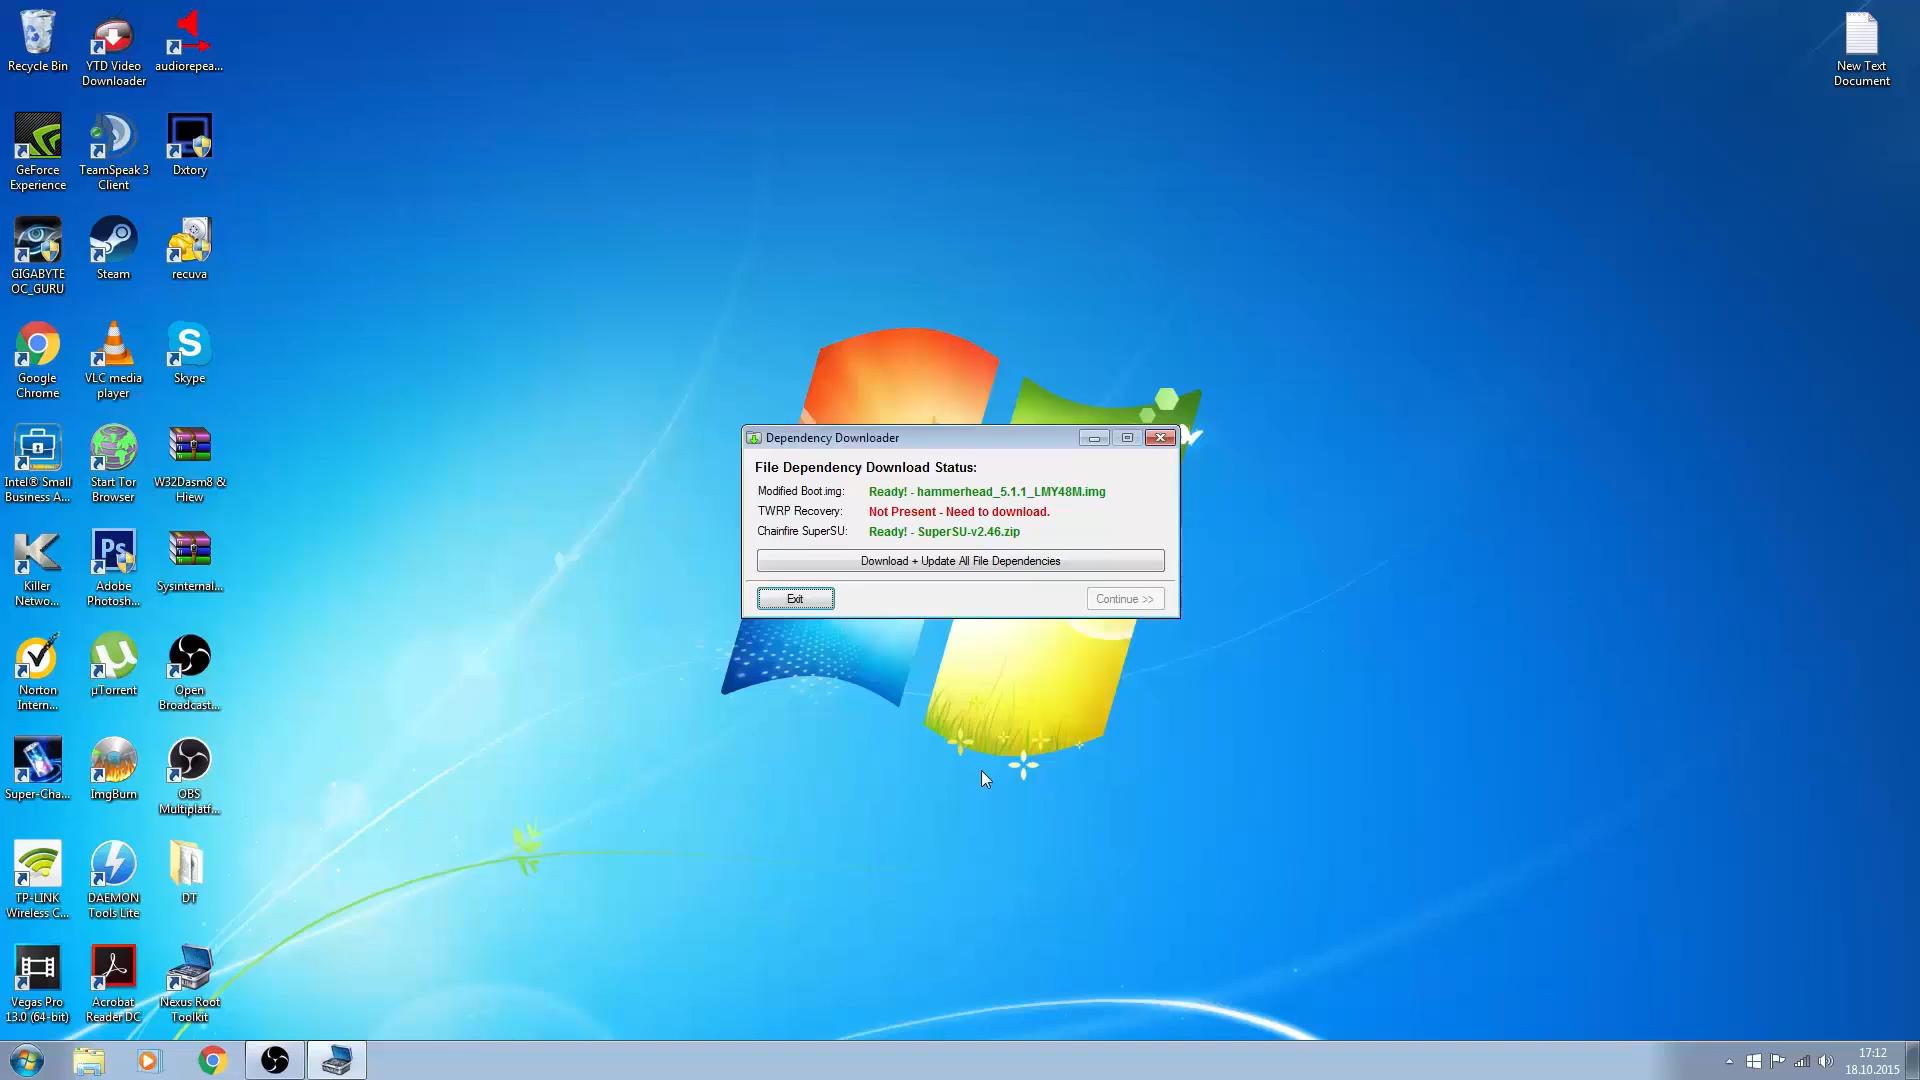 Recycle Bin
YTD Video
Downloader
audiorepea...
New Text
Document
GeForce
Experience
TeamSpeak 3
Client
Dxtory
GIGABYTE
OC_GURU
Steam
recuva
Google
Chrome
VLC media
player
S
Skype
Dependency Downloader
File Dependency Download Status:
Modified Boot.img: Ready! - hammerhead_5.1.1_LMY48M.img
TWRP Recovery: Not Present - Need to download.
Chainfire SuperSU: Ready! - SuperSU-v2.46.zip
Download + Update All File Dependencies
Exit
Continue >>
Intel® Small
Business A...
Start Tor
Browser
W32Dasm8 &
Hiew
Killer
Netwo...
Ps
Adobe
Photosh...
Sysinternal...
Norton
Intern...
µTorrent
Open
Broadcast...
Super-Cha...
ImgBurn
OBS
Multiplatf...
TP-LINK
Wireless C...
DAEMON
Tools Lite
DT
Vegas Pro
13.0 (64-bit)
Acrobat
Reader DC
Nexus Root
Toolkit
17:12
18.10.2015